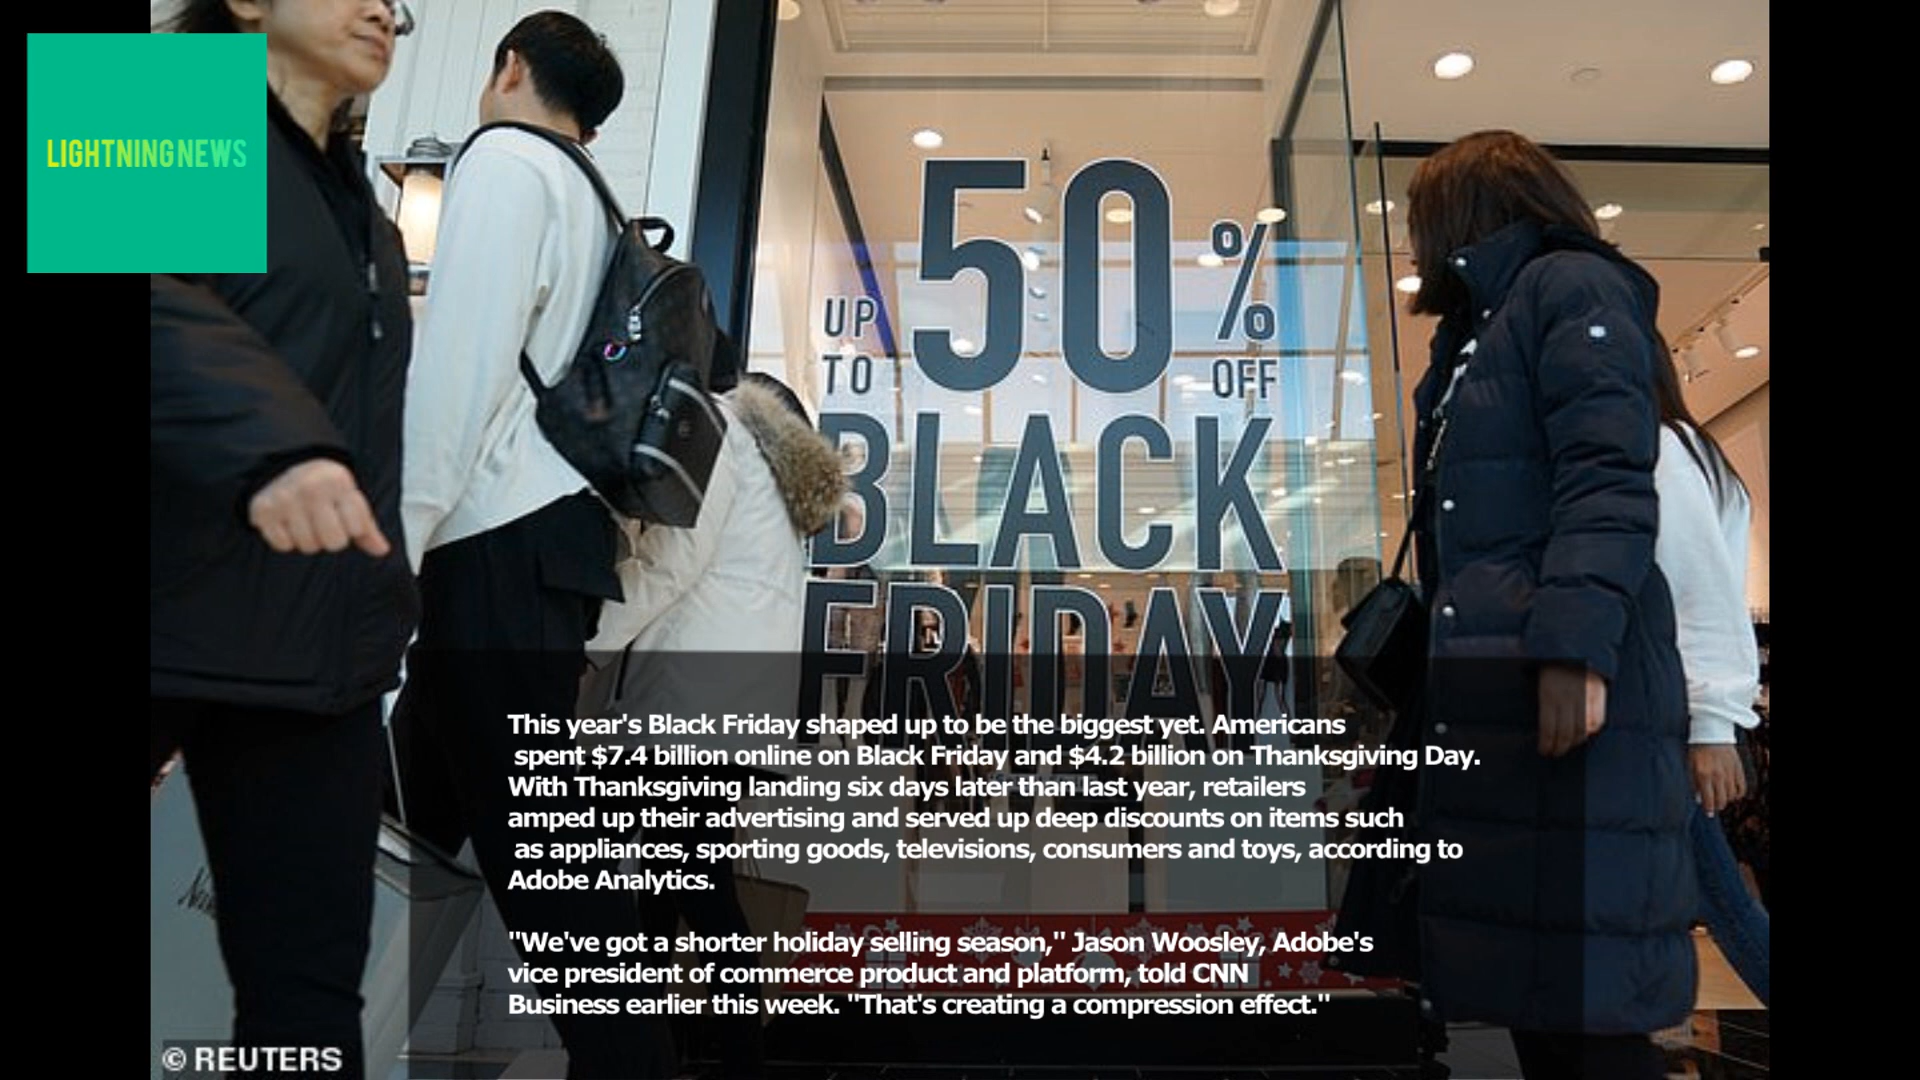 LIGHTNING NEWS
UP TO 50% OFF
BLACK
FRIDAY
This year's Black Friday shaped up to be the biggest yet. Americans
spent $7.4 billion online on Black Friday and $4.2 billion on Thanksgiving Day.
With Thanksgiving landing six days later than last year, retailers
amped up their advertising and served up deep discounts on items such
as appliances, sporting goods, televisions, consumers and toys, according to
Adobe Analytics.
"We've got a shorter holiday selling season," Jason Woosley, Adobe's
vice president of commerce product and platform, told CNN
Business earlier this week. "That's creating a compression effect."
© REUTERS